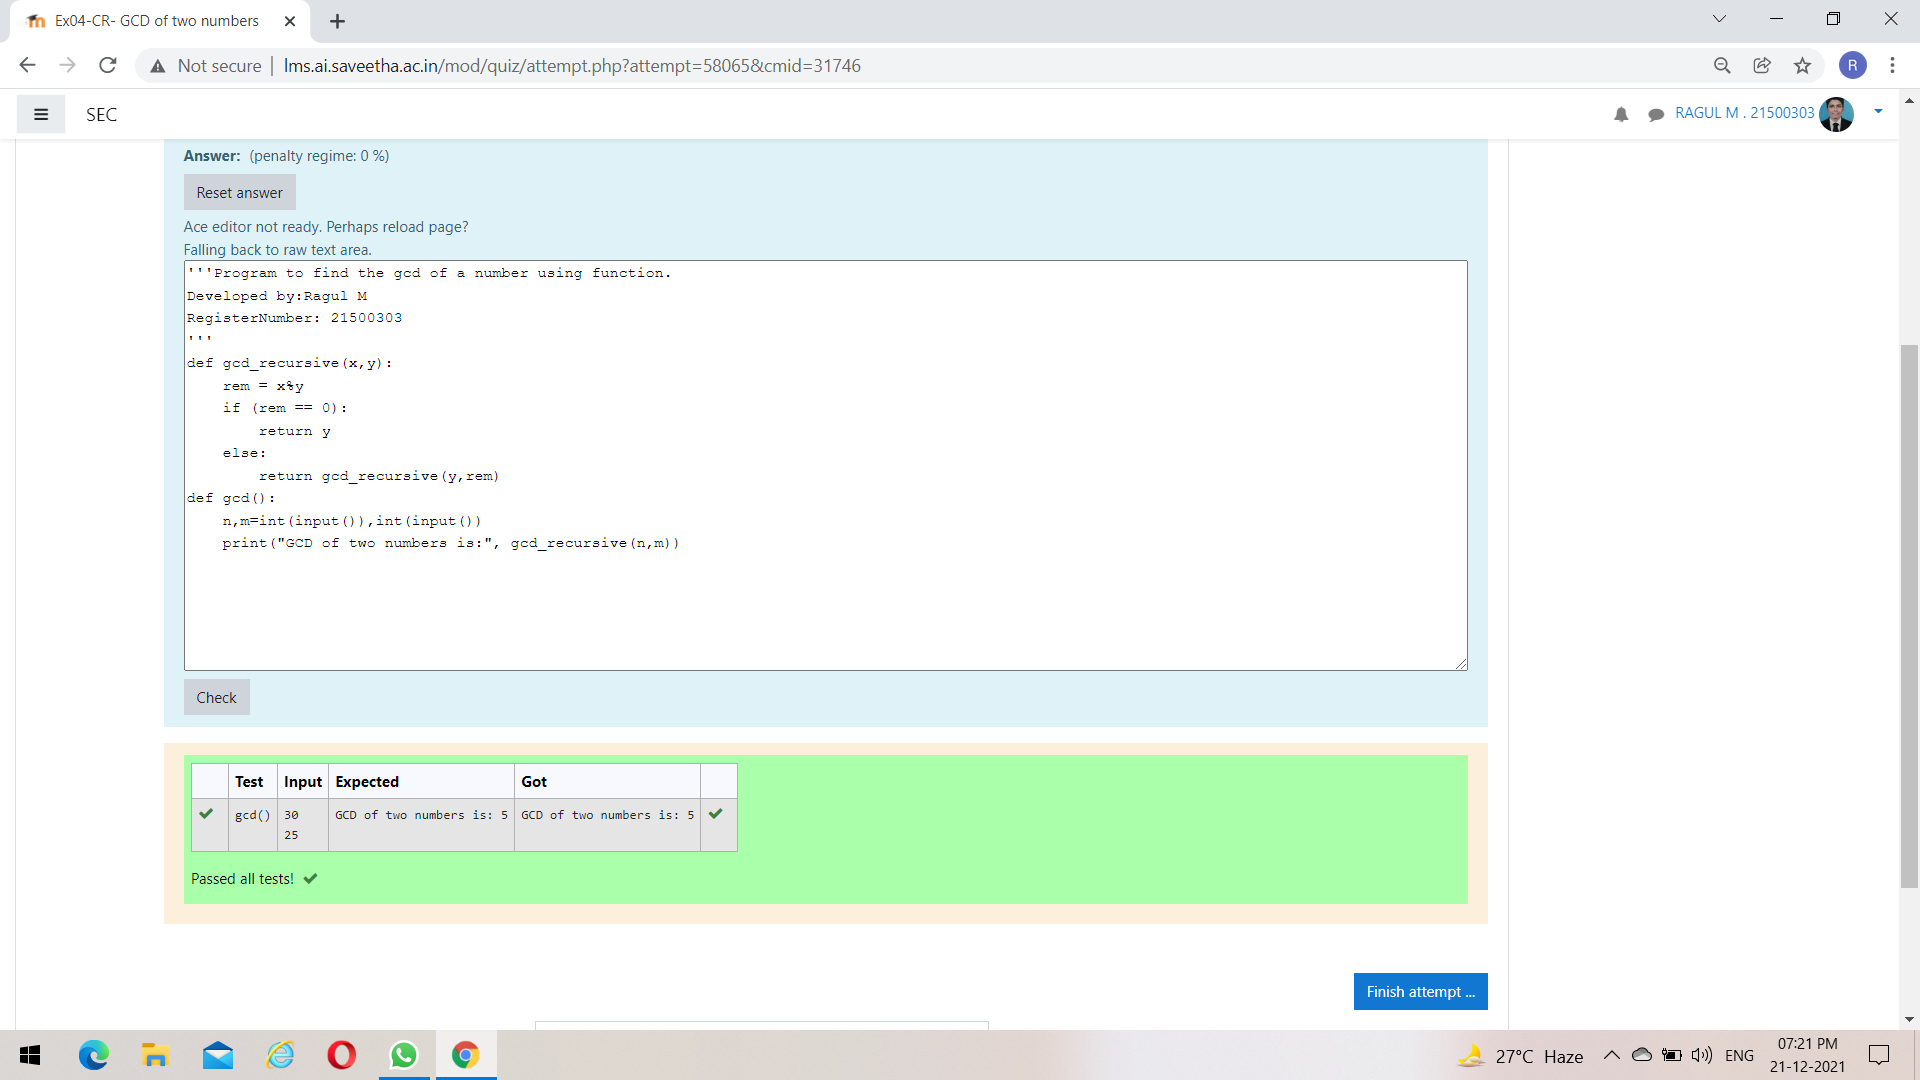 Ex04-CR- GCD of two numbers
Not secure | lms.ai.saveetha.ac.in/mod/quiz/attempt.php?attempt=58065&cmid=31746
R
SEC
RAGUL M . 21500303
Answer: (penalty regime: 0 %)
Reset answer
Ace editor not ready. Perhaps reload page?
Falling back to raw text area.
'''Program to find the gcd of a number using function.
Developed by:Ragul M
RegisterNumber: 21500303
'''
def gcd_recursive(x,y):
    rem = x%y
    if (rem == 0):
        return y
    else:
        return gcd_recursive(y,rem)
def gcd():
    n,m=int(input()),int(input())
    print("GCD of two numbers is:", gcd_recursive(n,m))
Check
Test Input Expected Got
gcd() 30 GCD of two numbers is: 5 GCD of two numbers is: 5
25
Passed all tests!
Finish attempt ...
27°C Haze
ENG
07:21 PM
21-12-2021